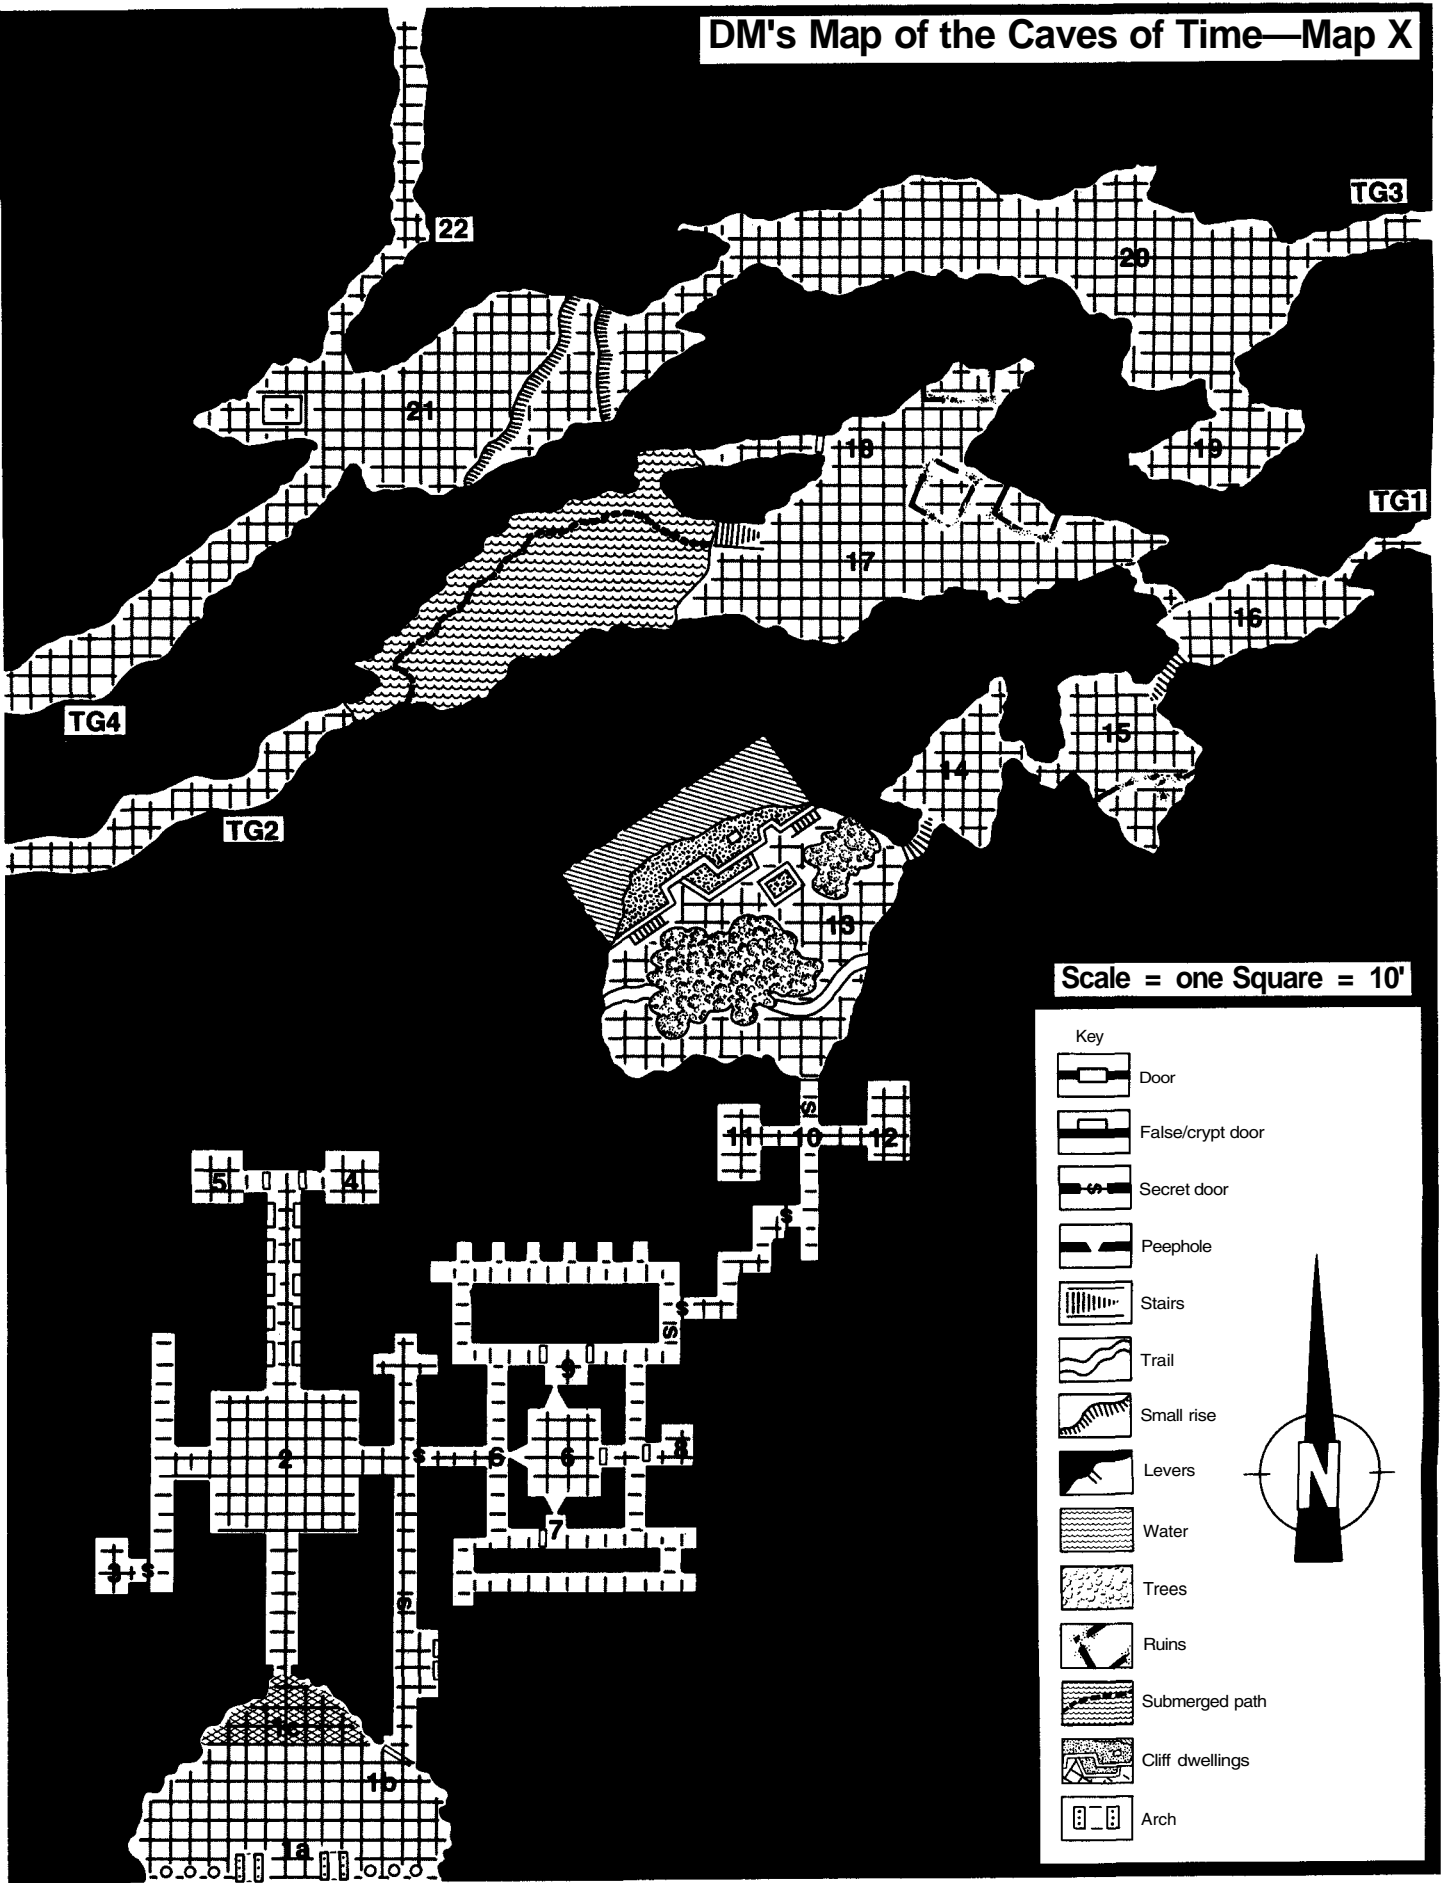 DM's Map of the Caves of Time—Map X
TG3
22
20
21
18
19
TG1
17
16
TG4
15
14
TG2
13
Scale = one Square = 10'
Key
Door
False/crypt door
S Secret door
Peephole
Stairs
Trail
Small rise
Levers
Water
Trees
Ruins
Submerged path
Cliff dwellings
Arch
N
S
11 10 12
5 4
S
S
S
9
2 S 6 6 8
7
3 S
S
1c
1b
1a